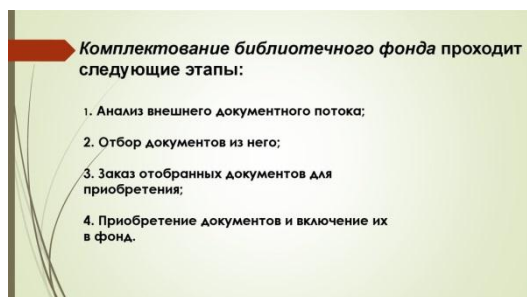 Комплектование библиотечного фонда проходит
следующие этапы:
1. Анализ внешнего документного потока;
2. Отбор документов из него;
3. Заказ отобранных документов для
приобретения;
4. Приобретение документов и включение их
в фонд.